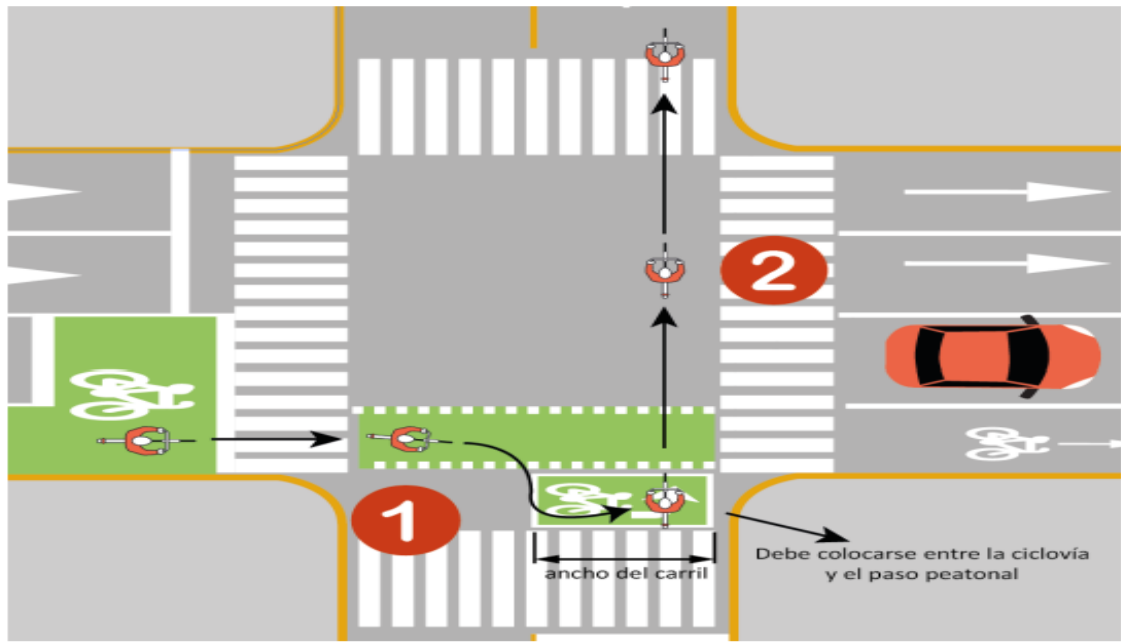 2
1
ancho del carril
Debe colocarse entre la ciclovía
y el paso peatonal